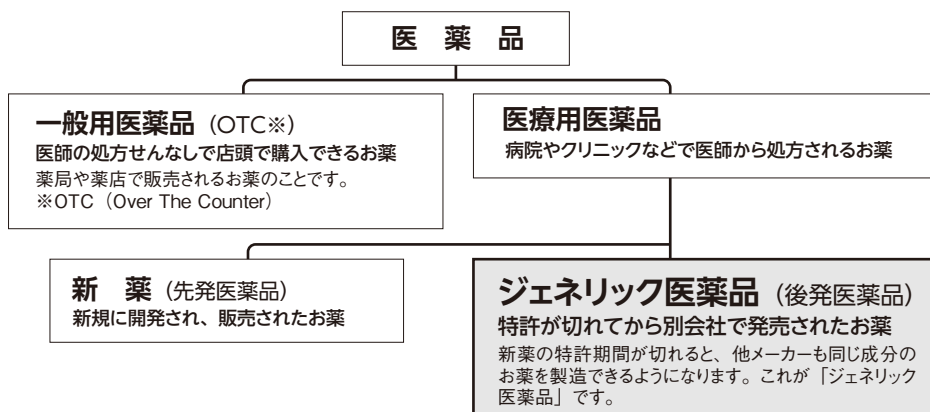 医 薬 品
一般用医薬品（OTC※）
医師の処方せんなしで店頭で購入できるお薬
薬局や薬店で販売されるお薬のことです。
※OTC（Over The Counter）
医療用医薬品
病院やクリニックなどで医師から処方されるお薬
新 薬（先発医薬品）
新規に開発され、販売されたお薬
ジェネリック医薬品（後発医薬品）
特許が切れてから別会社で発売されたお薬
新薬の特許期間が切れると、他メーカーも同じ成分の
お薬を製造できるようになります。これが「ジェネリック
医薬品」です。